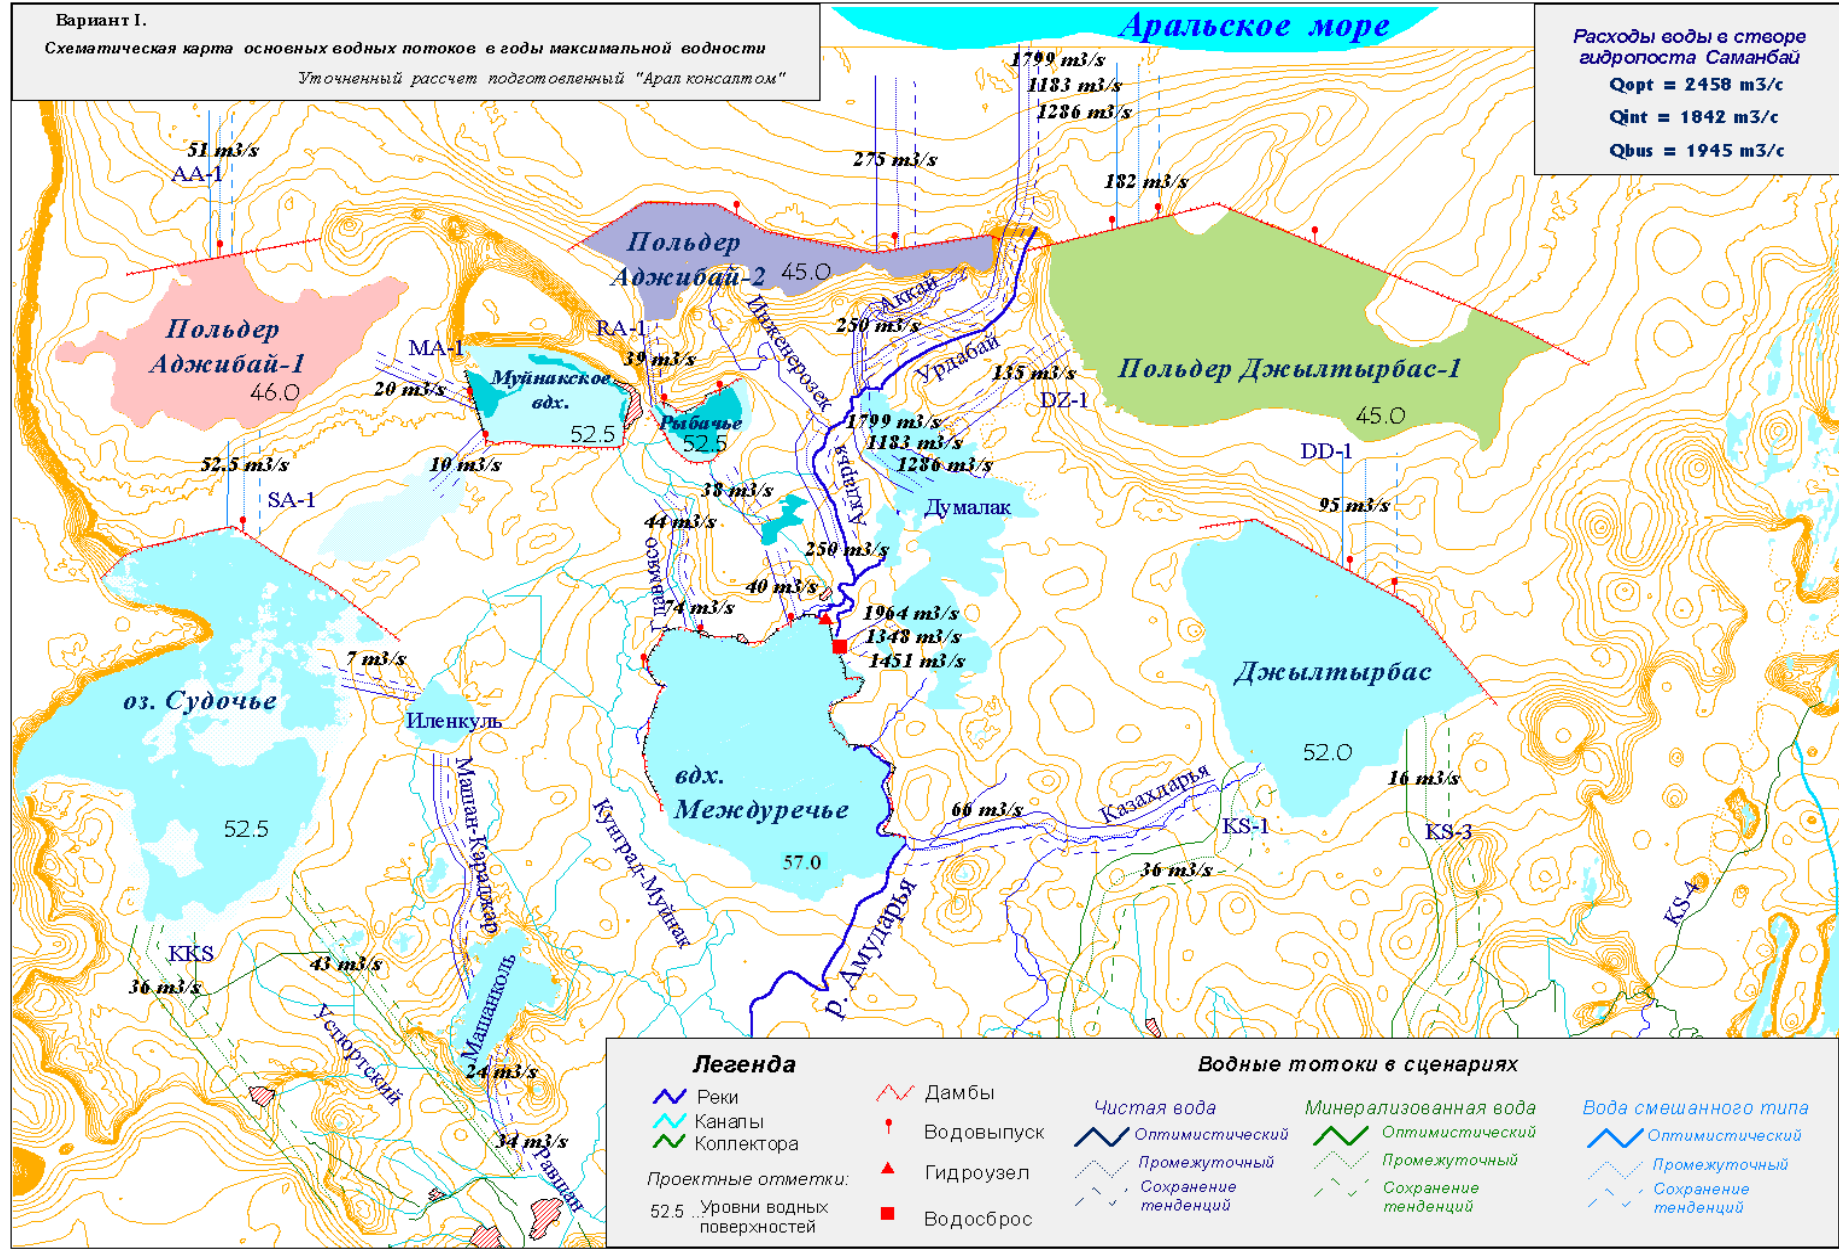 Вариант I.
Схематическая карта основных водных потоков в годы максимальной водности
Уточненный рассчет подготовленный "Арал консалтом"
Аральское море
Расходы воды в створе
гидропоста Саманбай
Qopt = 2458 m3/c
Qint = 1842 m3/c
Qbus = 1945 m3/c
1799 m3/s
1183 m3/s
1286 m3/s
51 m3/s
AA-1
275 m3/s
182 m3/s
Польдер
Аджибай-2
45.0
Польдер
Аджибай-1
46.0
MA-1
20 m3/s
RA-1
39 m3/s
Инженерозек
Аккай
250 m3/s
Урдабай
135 m3/s
DZ-1
Польдер Джылтырбас-1
45.0
Муйнакское
вдх.
52.5
Рыбачье
52.5
1799 m3/s
1183 m3/s
1286 m3/s
52.5 m3/s
SA-1
10 m3/s
38 m3/s
44 m3/s
Акдарья
Думалак
DD-1
95 m3/s
250 m3/s
Главмясо
40 m3/s
74 m3/s
1964 m3/s
1348 m3/s
1451 m3/s
7 m3/s
оз. Судочье
52.5
Иленкуль
Джылтырбас
52.0
вдх.
Междуречье
57.0
Машан-Караджар
Кунград-Муйнак
66 m3/s
Казахдарья
KS-1
36 m3/s
16 m3/s
KS-3
KS-4
р. Амударья
KKS
36 m3/s
43 m3/s
Устюртский
Машанколь
24 m3/s
34 m3/s
Равшан
Легенда
Реки
Каналы
Коллектора
Проектные отметки:
52.5 ... Уровни водных
поверхностей
Дамбы
Водовыпуск
Гидроузел
Водосброс
Водные тотоки в сценариях
Чистая вода
Оптимистический
Промежуточный
Сохранение
тенденций
Минерализованная вода
Оптимистический
Промежуточный
Сохранение
тенденций
Вода смешанного типа
Оптимистический
Промежуточный
Сохранение
тенденций